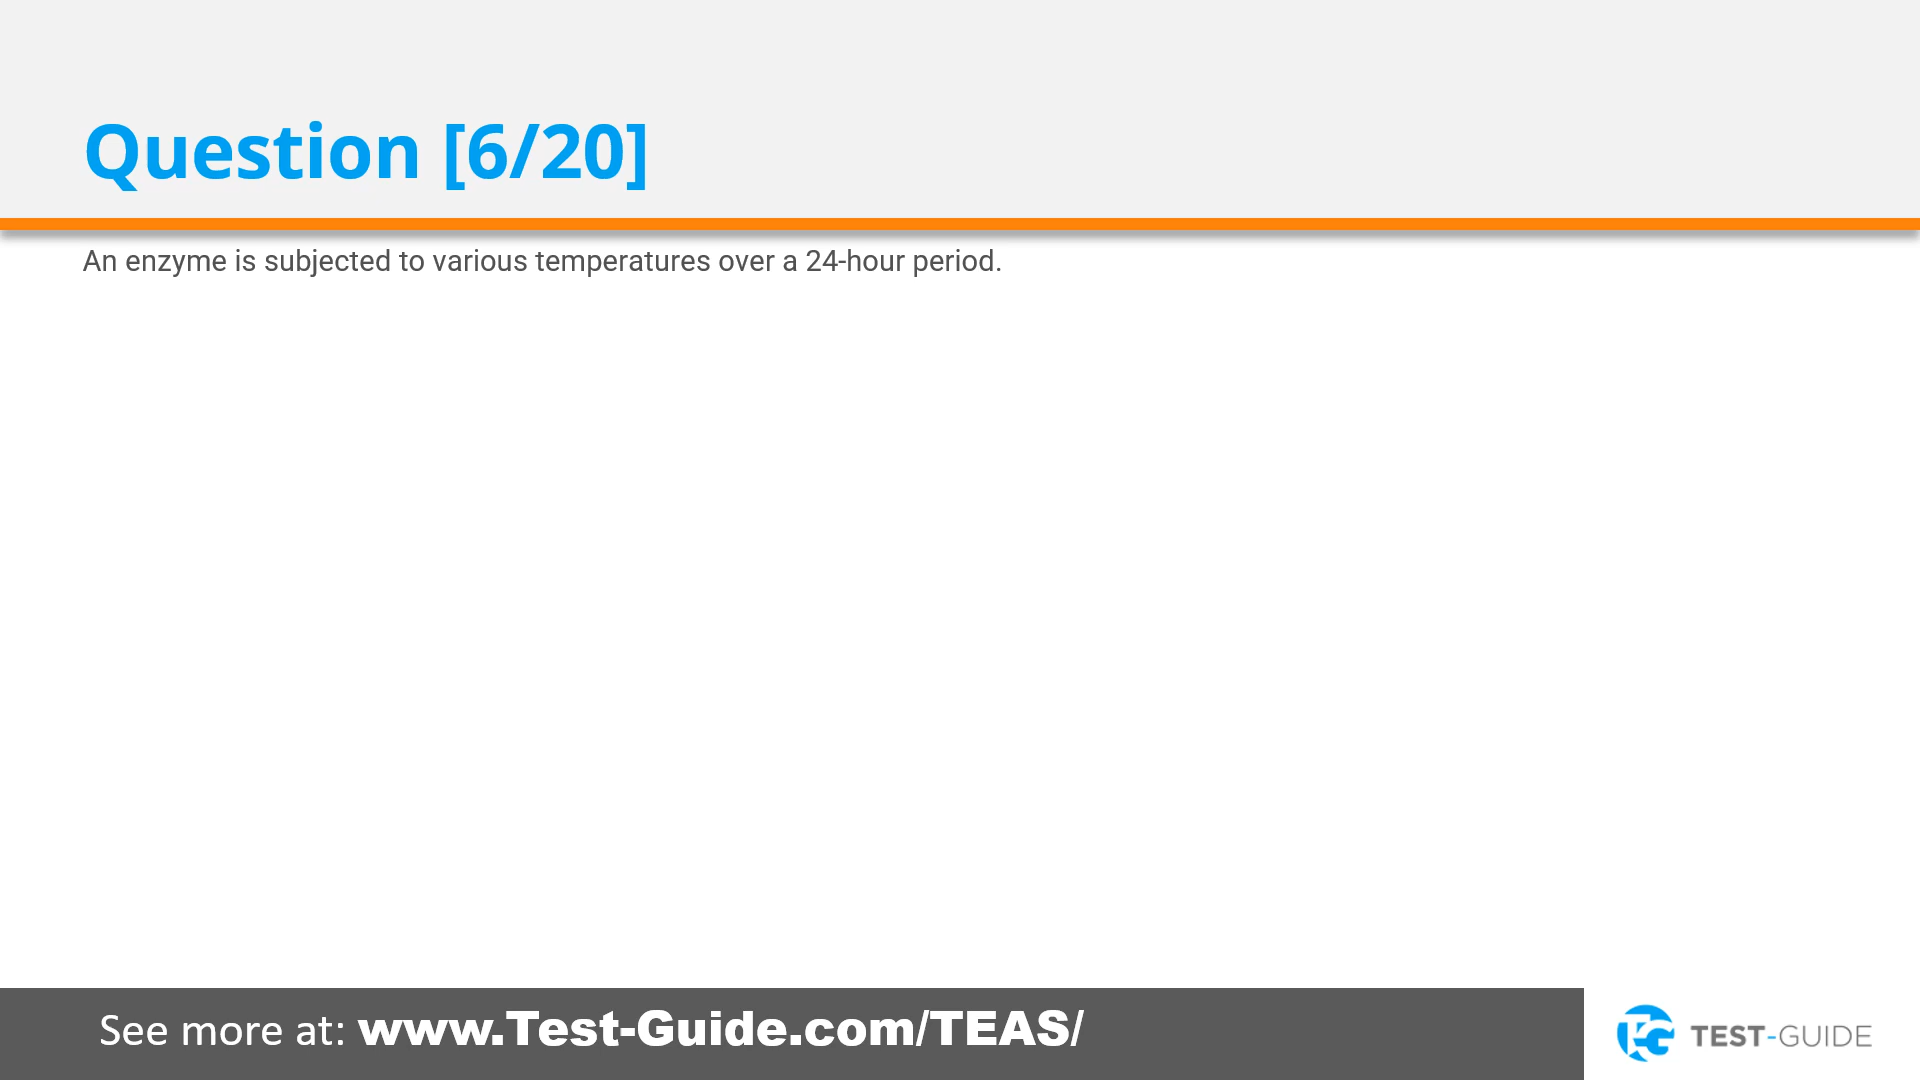 Question [6/20]
An enzyme is subjected to various temperatures over a 24-hour period.
See more at: www.Test-Guide.com/TEAS/
TEST-GUIDE